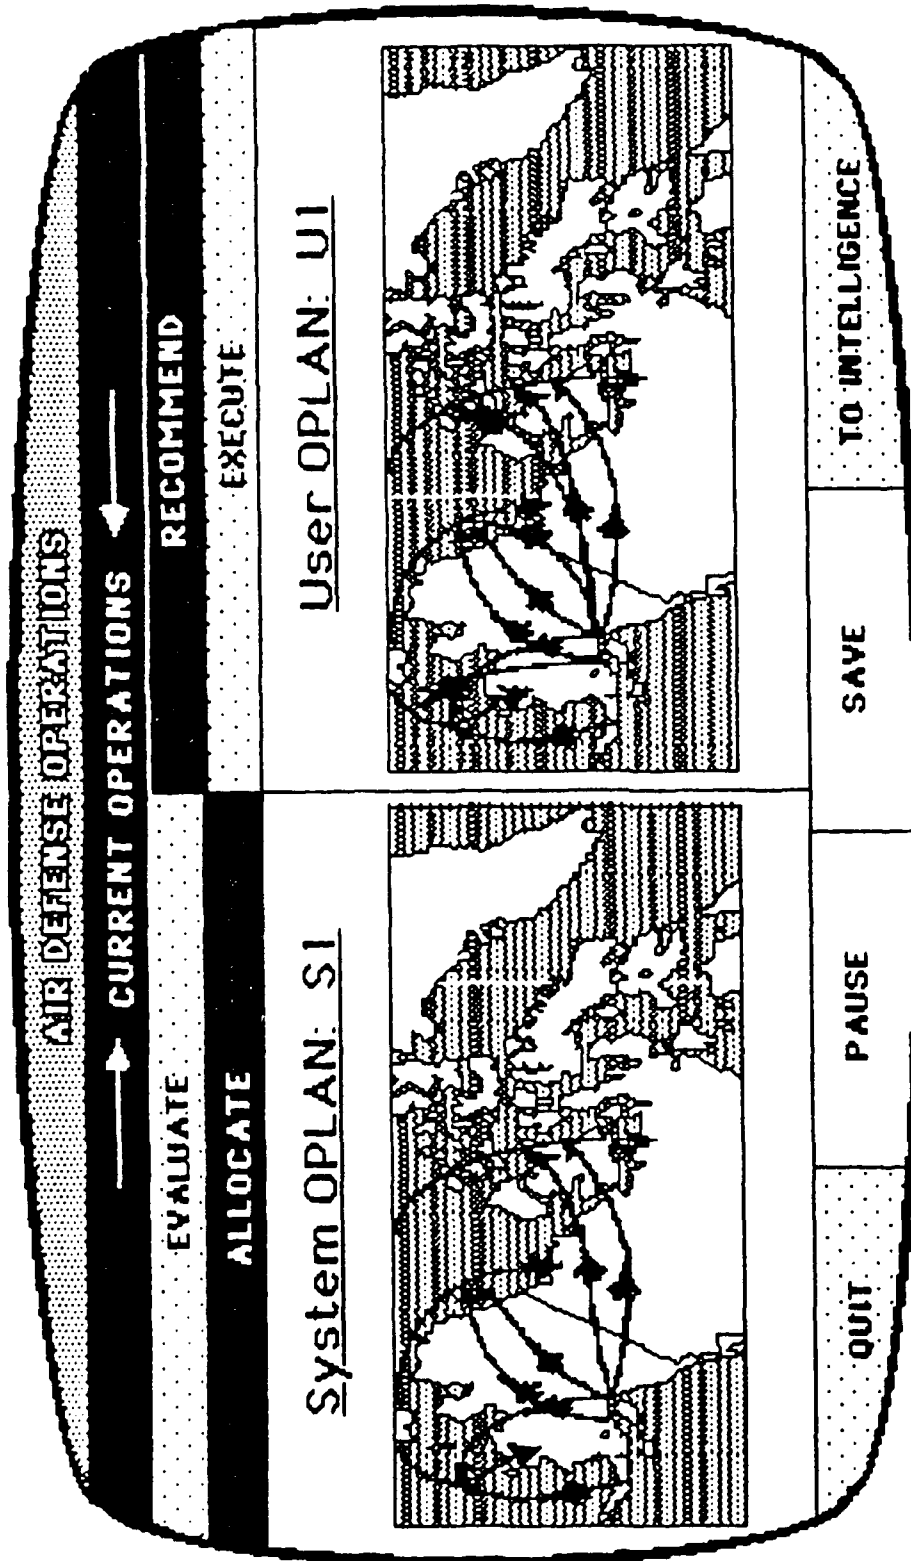 AIR DEFENSE OPERATIONS
CURRENT OPERATIONS
EVALUATE
RECOMMEND
ALLOCATE
EXECUTE
System OPLAN: S1
User OPLAN: U1
QUIT
PAUSE
SAVE
TO INTELLIGENCE